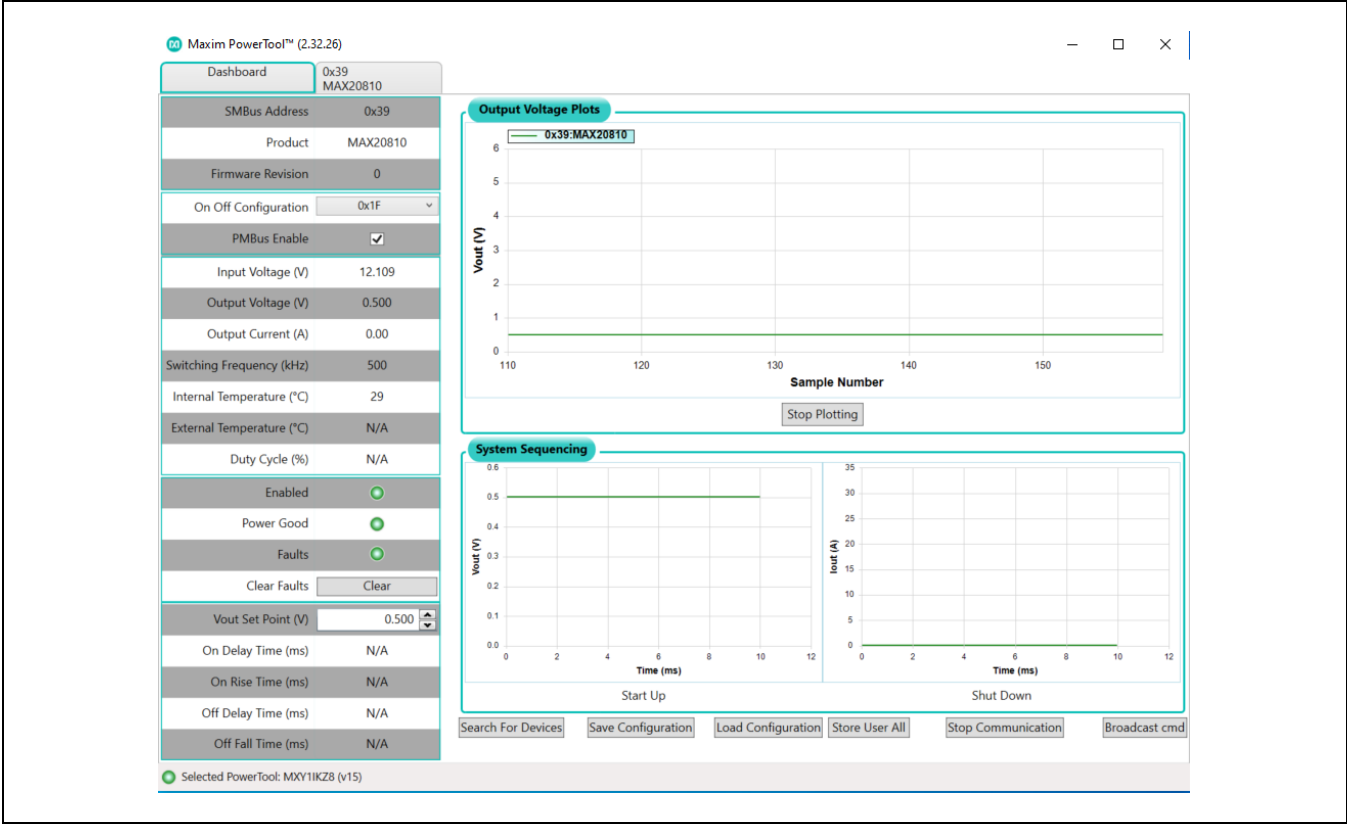 Maxim PowerTool™ (2.32.26)
Dashboard
0x39
MAX20810
SMBus Address 0x39
Product MAX20810
Firmware Revision 0
On Off Configuration 0x1F
PMBus Enable
Input Voltage (V) 12.109
Output Voltage (V) 0.500
Output Current (A) 0.00
Switching Frequency (kHz) 500
Internal Temperature (°C) 29
External Temperature (°C) N/A
Duty Cycle (%) N/A
Enabled
Power Good
Faults
Clear Faults Clear
Vout Set Point (V) 0.500
On Delay Time (ms) N/A
On Rise Time (ms) N/A
Off Delay Time (ms) N/A
Off Fall Time (ms) N/A
Output Voltage Plots
0x39:MAX20810
6
5
4
3
2
1
0
Vout (V)
110 120 130 140 150
Sample Number
Stop Plotting
System Sequencing
0.6
0.5
0.4
0.3
0.2
0.1
0.0
Vout (V)
0 2 4 6 8 10 12
Time (ms)
Start Up
35
30
25
20
15
10
5
0
Iout (A)
0 2 4 6 8 10 12
Time (ms)
Shut Down
Search For Devices Save Configuration Load Configuration Store User All Stop Communication Broadcast cmd
Selected PowerTool: MXY1IKZ8 (v15)